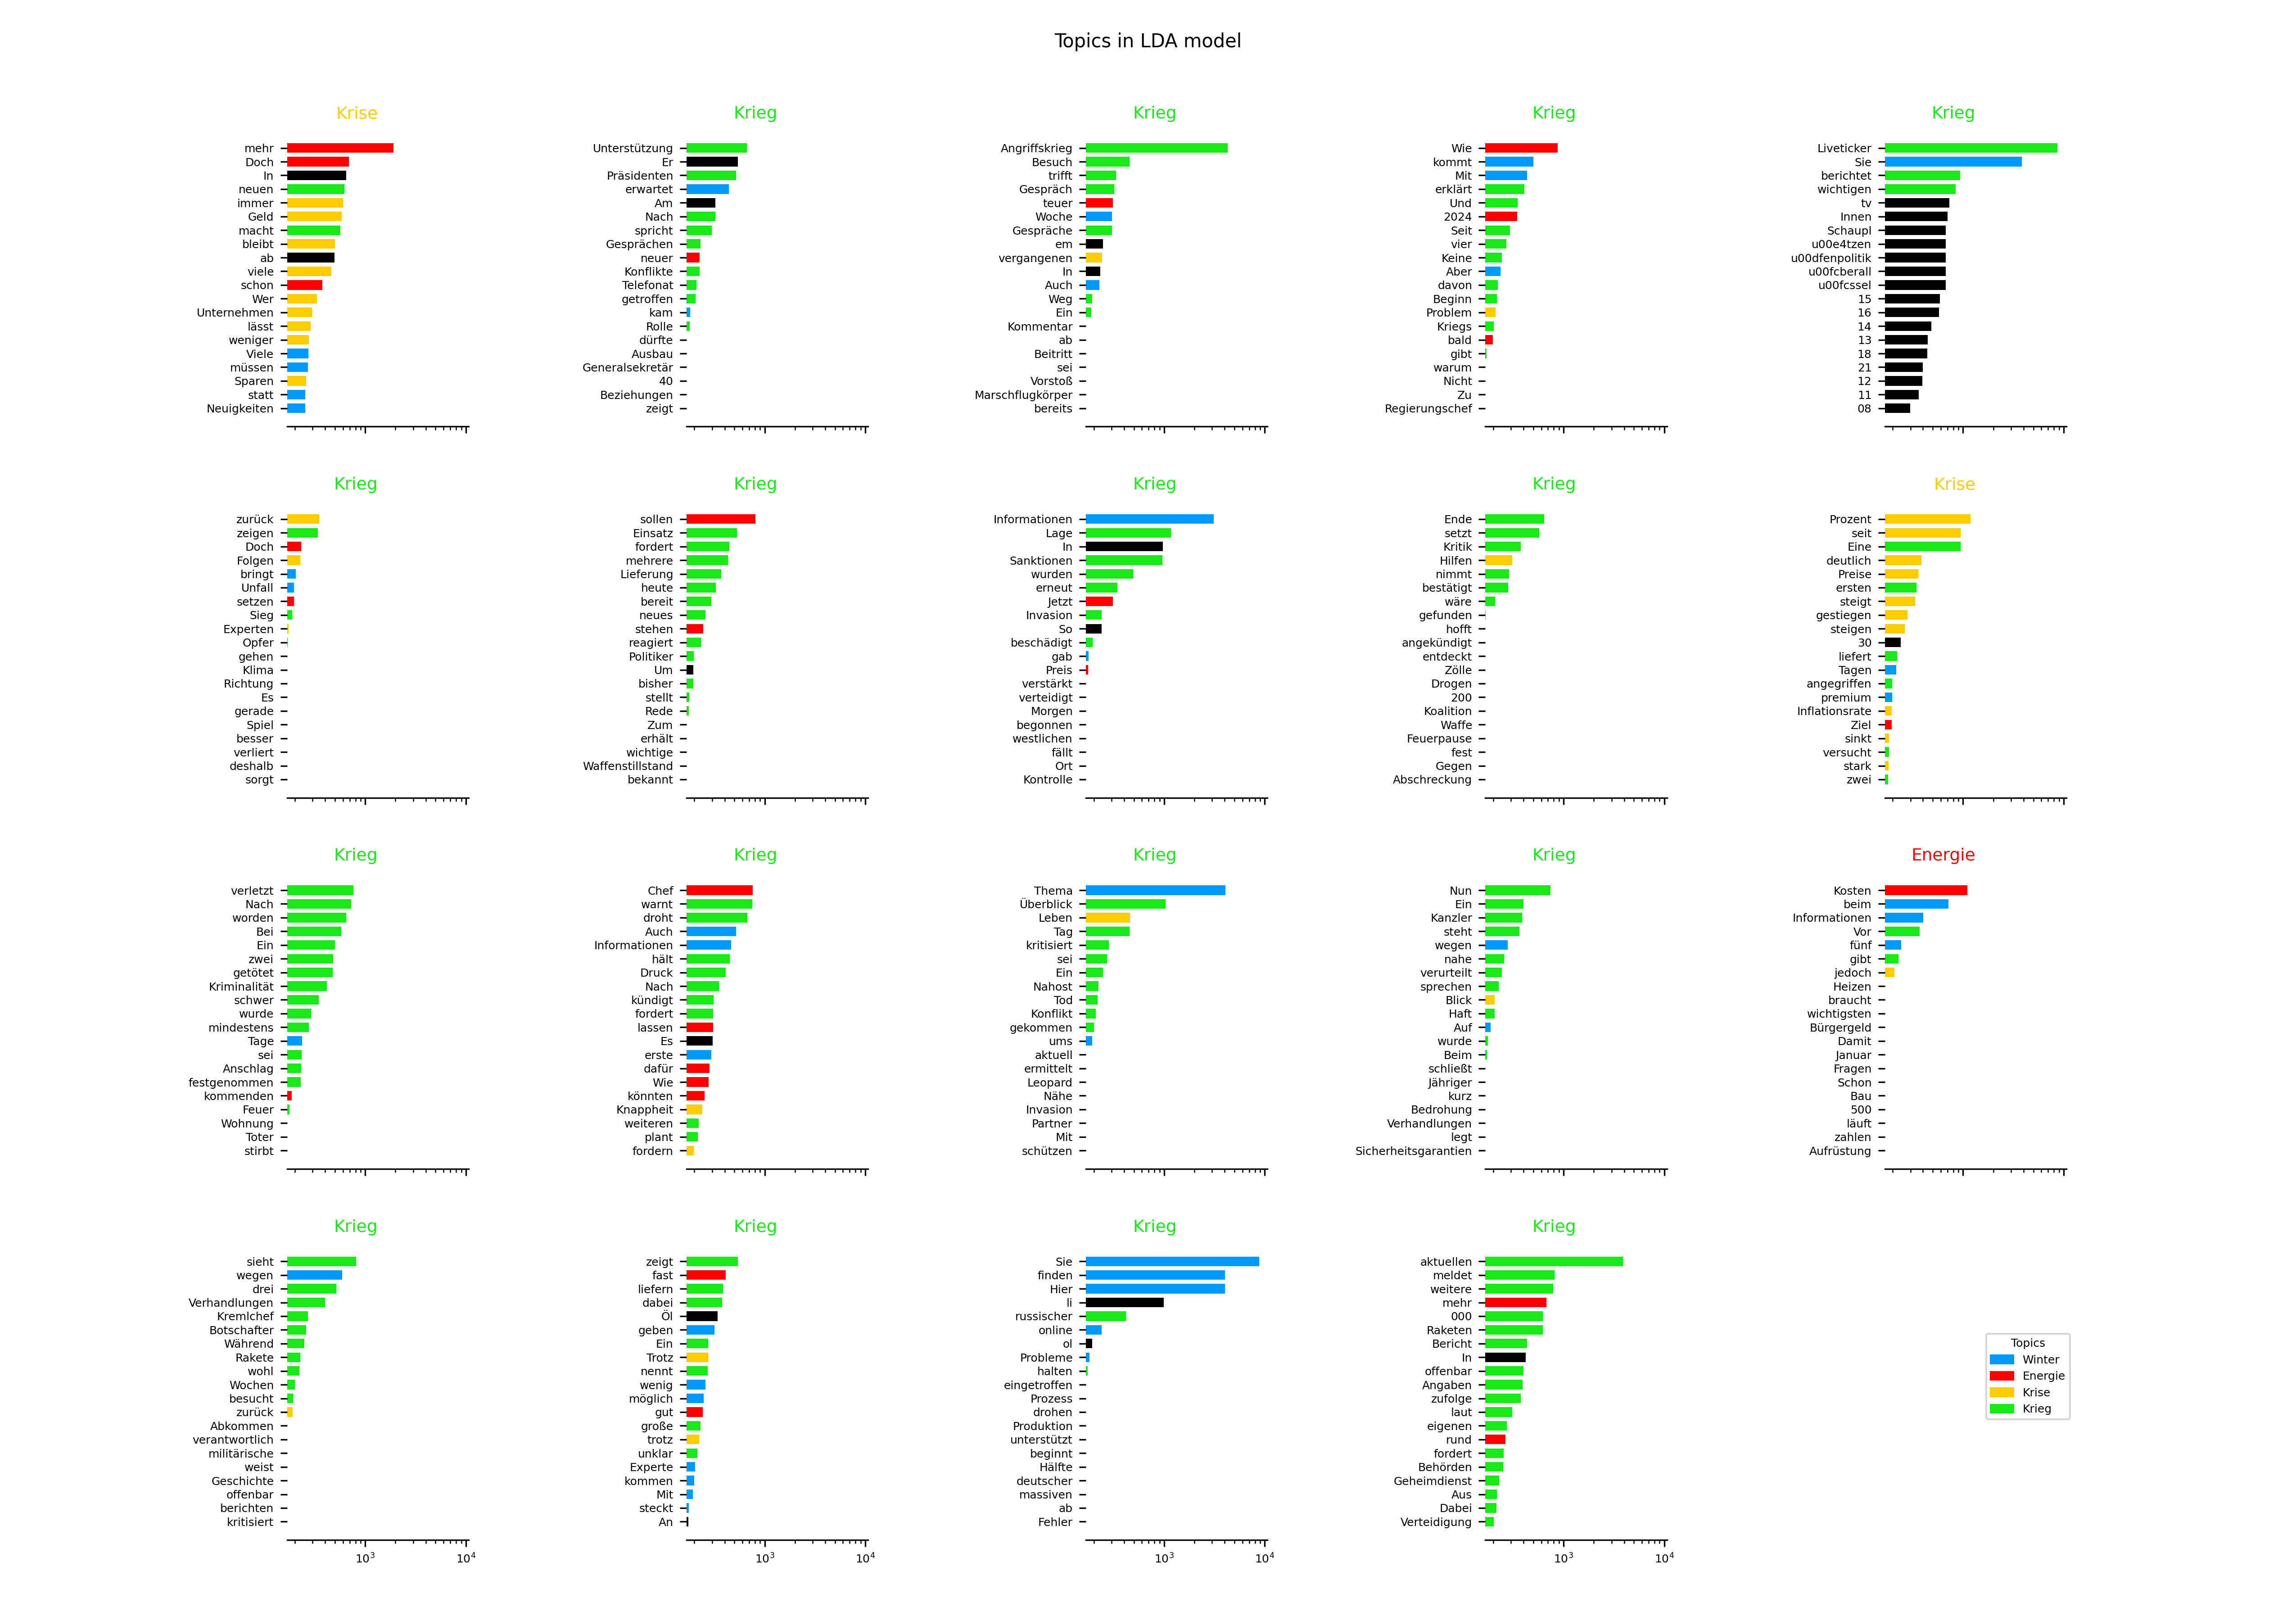 Topics in LDA model
Krise
mehr
Doch
In
neuen
immer
Geld
macht
bleibt
ab
viele
schon
Wer
Unternehmen
lässt
weniger
Viele
müssen
Sparen
statt
Neuigkeiten
Krieg
Unterstützung
Er
Präsidenten
erwartet
Am
Nach
spricht
Gesprächen
neuer
Konflikte
Telefonat
getroffen
kam
Rolle
dürfte
Ausbau
Generalsekretär
40
Beziehungen
zeigt
Krieg
Angriffskrieg
Besuch
trifft
Gespräch
teuer
Woche
Gespräche
em
vergangenen
In
Auch
Weg
Ein
Kommentar
ab
Beitritt
sei
Vorstoß
Marschflugkörper
bereits
Krieg
Wie
kommt
Mit
erklärt
Und
2024
Seit
vier
Keine
Aber
davon
Beginn
Problem
Kriegs
bald
gibt
warum
Nicht
Zu
Regierungschef
Krieg
Liveticker
Sie
berichtet
wichtigen
tv
Innen
Schaupl
u00e4tzen
u00dfenpolitik
u00fcberall
u00fcssel
15
16
14
13
18
21
12
11
08
Krieg
zurück
zeigen
Doch
Folgen
bringt
Unfall
setzen
Sieg
Experten
Opfer
gehen
Klima
Richtung
Es
gerade
Spiel
besser
verliert
deshalb
sorgt
Krieg
sollen
Einsatz
fordert
mehrere
Lieferung
heute
bereit
neues
stehen
reagiert
Politiker
Um
bisher
stellt
Rede
Zum
erhält
wichtige
Waffenstillstand
bekannt
Krieg
Informationen
Lage
In
Sanktionen
wurden
erneut
Jetzt
Invasion
So
beschädigt
gab
Preis
verstärkt
verteidigt
Morgen
begonnen
westlichen
fällt
Ort
Kontrolle
Krieg
Ende
setzt
Kritik
Hilfen
nimmt
bestätigt
wäre
gefunden
hofft
angekündigt
entdeckt
Zölle
Drogen
200
Koalition
Waffe
Feuerpause
fest
Gegen
Abschreckung
Krise
Prozent
seit
Eine
deutlich
Preise
ersten
steigt
gestiegen
steigen
30
liefert
Tagen
angegriffen
premium
Inflationsrate
Ziel
sinkt
versucht
stark
zwei
Krieg
verletzt
Nach
worden
Bei
Ein
zwei
getötet
Kriminalität
schwer
wurde
mindestens
Tage
sei
Anschlag
festgenommen
kommenden
Feuer
Wohnung
Toter
stirbt
Krieg
Chef
warnt
droht
Auch
Informationen
hält
Druck
Nach
kündigt
fordert
lassen
Es
erste
dafür
Wie
könnten
Knappheit
weiteren
plant
fordern
Krieg
Thema
Überblick
Leben
Tag
kritisiert
sei
Ein
Nahost
Tod
Konflikt
gekommen
ums
aktuell
ermittelt
Leopard
Nähe
Invasion
Partner
Mit
schützen
Krieg
Nun
Ein
Kanzler
steht
wegen
nahe
verurteilt
sprechen
Blick
Haft
Auf
wurde
Beim
schließt
Jähriger
kurz
Bedrohung
Verhandlungen
legt
Sicherheitsgarantien
Energie
Kosten
beim
Informationen
Vor
fünf
gibt
jedoch
Heizen
braucht
wichtigsten
Bürgergeld
Damit
Januar
Fragen
Schon
Bau
500
läuft
zahlen
Aufrüstung
Krieg
sieht
wegen
drei
Verhandlungen
Kremlchef
Botschafter
Während
Rakete
wohl
Wochen
besucht
zurück
Abkommen
verantwortlich
militärische
weist
Geschichte
offenbar
berichten
kritisiert
10³ 10⁴
Krieg
zeigt
fast
liefern
dabei
Öl
geben
Ein
Trotz
nennt
wenig
möglich
gut
große
trotz
unklar
Experte
kommen
Mit
steckt
An
10³ 10⁴
Krieg
Sie
finden
Hier
li
russischer
online
ol
Probleme
halten
eingetroffen
Prozess
drohen
Produktion
unterstützt
beginnt
Hälfte
deutscher
massiven
ab
Fehler
10³ 10⁴
Krieg
aktuellen
meldet
weitere
mehr
000
Raketen
Bericht
In
offenbar
Angaben
zufolge
laut
eigenen
rund
fordert
Behörden
Geheimdienst
Aus
Dabei
Verteidigung
10³ 10⁴
Topics
Winter
Energie
Krise
Krieg